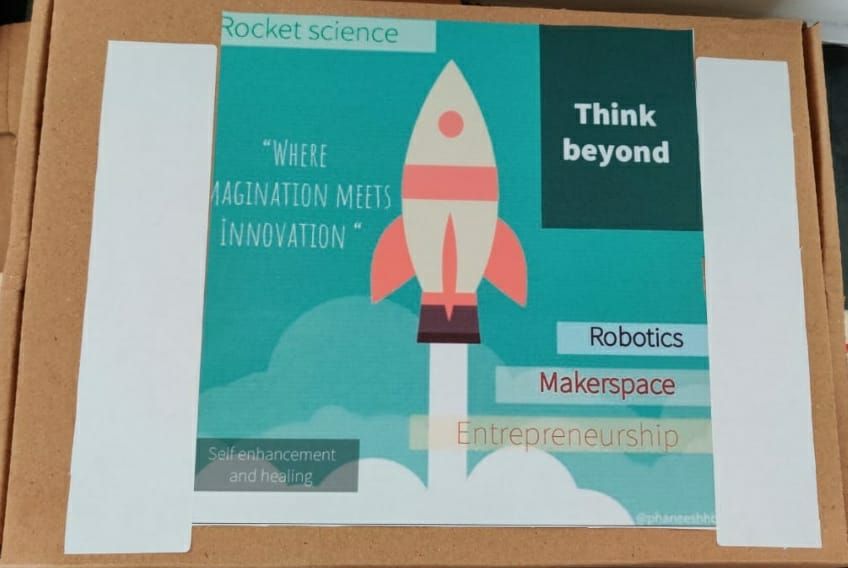 Rocket science
Think
beyond
“WHERE
MAGINATION MEETS
INNOVATION “
Robotics
Makerspace
Entrepreneurship
Self enhancement
and healing